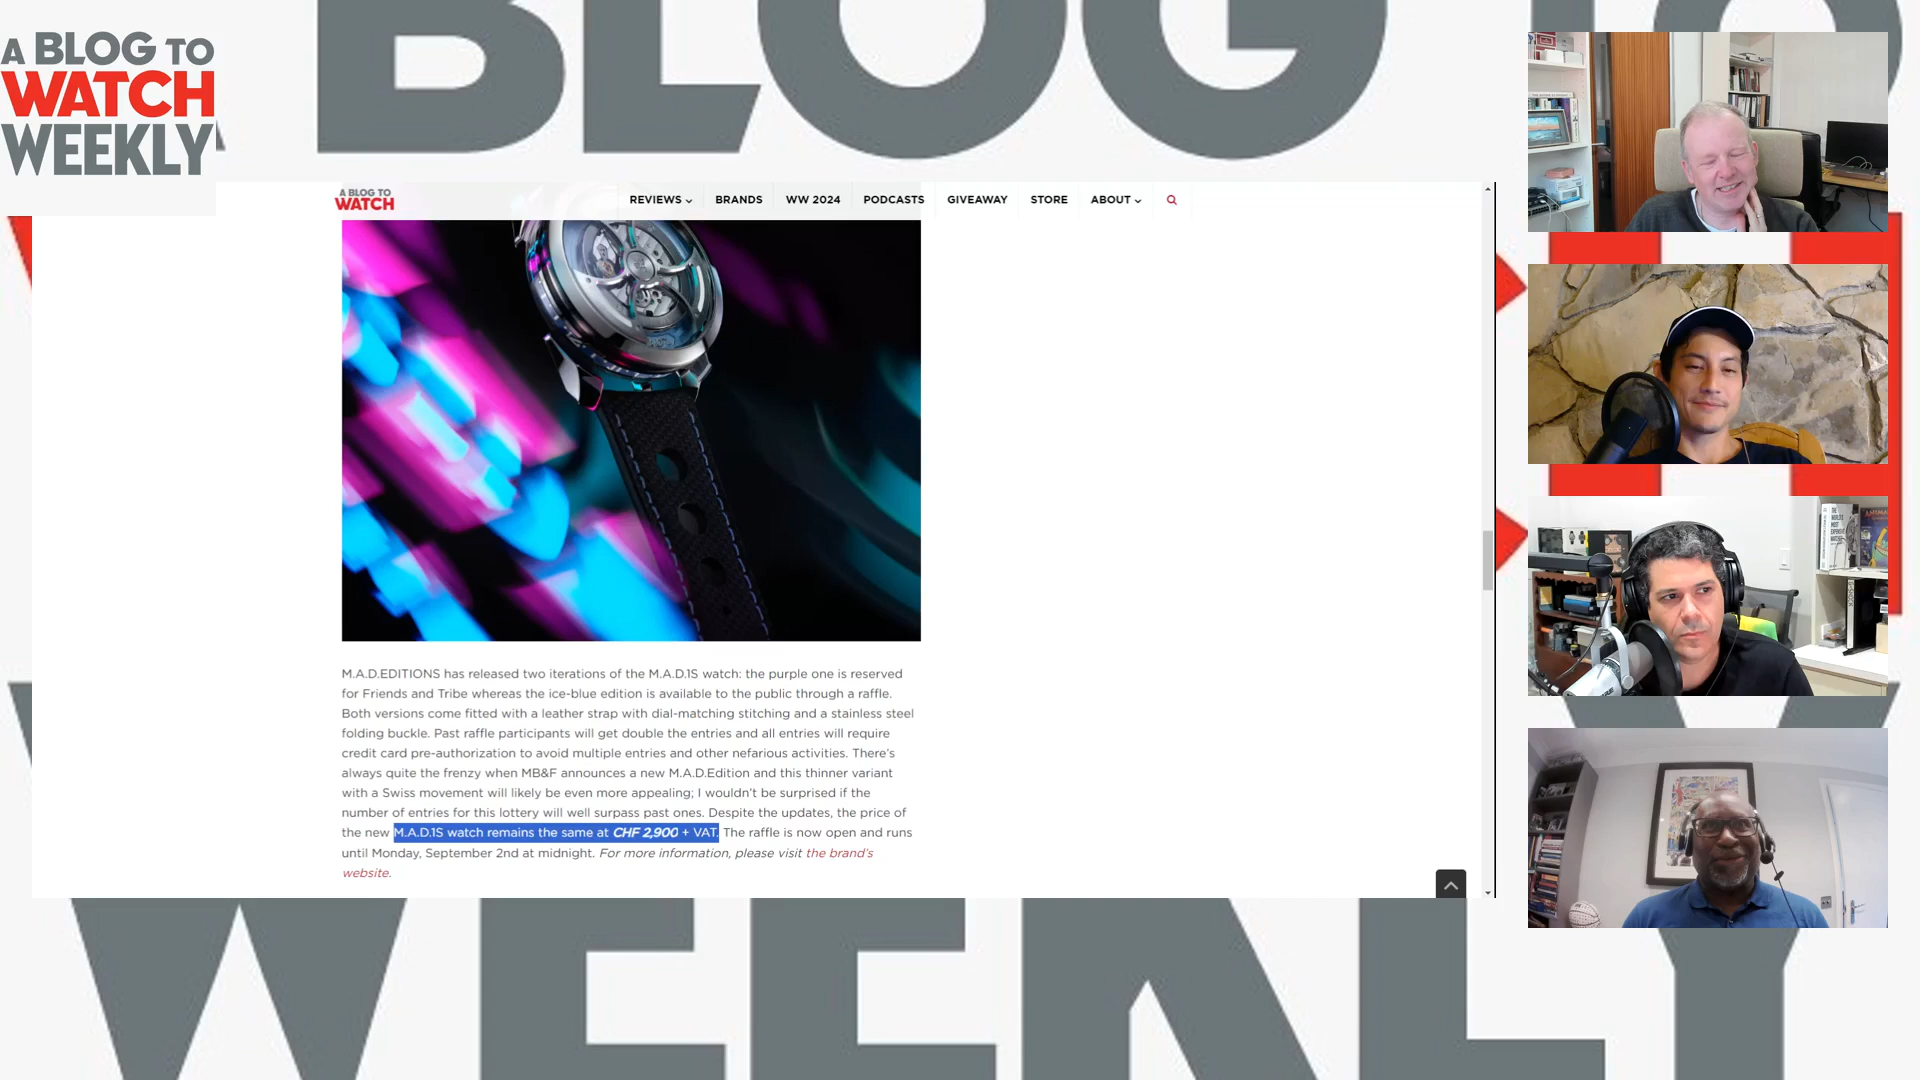 A BLOG TO
WATCH
WEEKLY
BLOG TO
A BLOG TO
WATCH
REVIEWS
BRANDS
WW 2024
PODCASTS
GIVEAWAY
STORE
ABOUT
M.A.D.EDITIONS has released two iterations of the M.A.D.1S watch: the purple one is reserved
for Friends and Tribe whereas the ice-blue edition is available to the public through a raffle.
Both versions come fitted with a leather strap with dial-matching stitching and a stainless steel
folding buckle. Past raffle participants will get double the entries and all entries will require
credit card pre-authorization to avoid multiple entries and other nefarious activities. There’s
always quite the frenzy when MB&F announces a new M.A.D.Edition and this thinner variant
with a Swiss movement will likely be even more appealing; I wouldn’t be surprised if the
number of entries for this lottery will well surpass past ones. Despite the updates, the price of
the new M.A.D.1S watch remains the same at CHF 2,900 + VAT. The raffle is now open and runs
until Monday, September 2nd at midnight. For more information, please visit the brand’s
website.
WEEKLY